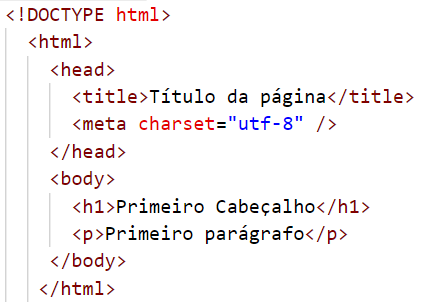 <!DOCTYPE html>
<html>
<head>
<title>Título da página</title>
<meta charset="utf-8" />
</head>
<body>
<h1>Primeiro Cabeçalho</h1>
<p>Primeiro parágrafo</p>
</body>
</html>